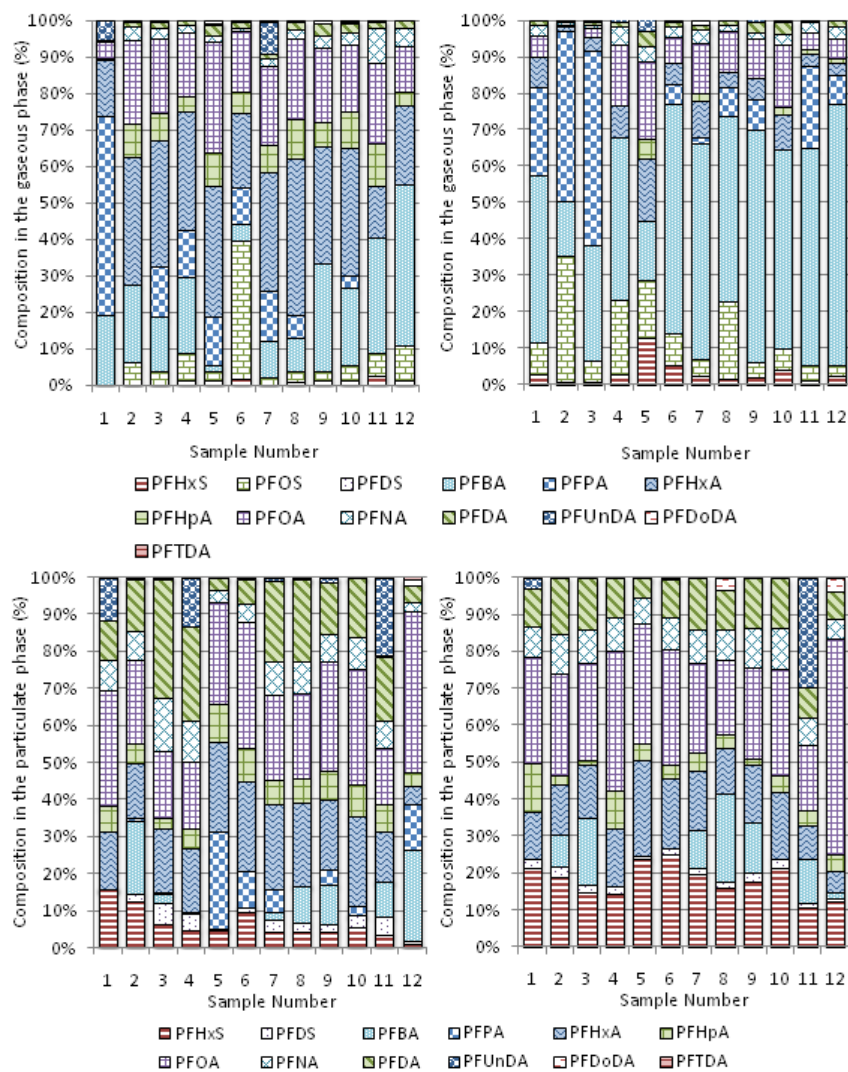 Composition in the gaseous phase (%)
100%
90%
80%
70%
60%
50%
40%
30%
20%
10%
0%
1 2 3 4 5 6 7 8 9 10 11 12
Sample Number
Composition in the gaseous phase (%)
100%
90%
80%
70%
60%
50%
40%
30%
20%
10%
0%
1 2 3 4 5 6 7 8 9 10 11 12
Sample Number
PFHxS PFOS PFDS PFBA PFPA PFHxA
PFHpA PFOA PFNA PFDA PFUnDA PFDoDA
PFTDA
Composition in the particulate phase (%)
100%
90%
80%
70%
60%
50%
40%
30%
20%
10%
0%
1 2 3 4 5 6 7 8 9 10 11 12
Sample Number
Composition in the particulate phase (%)
100%
90%
80%
70%
60%
50%
40%
30%
20%
10%
0%
1 2 3 4 5 6 7 8 9 10 11 12
Sample Number
PFHxS PFDS PFBA PFPA PFHxA PFHpA
PFOA PFNA PFDA PFUnDA PFDoDA PFTDA